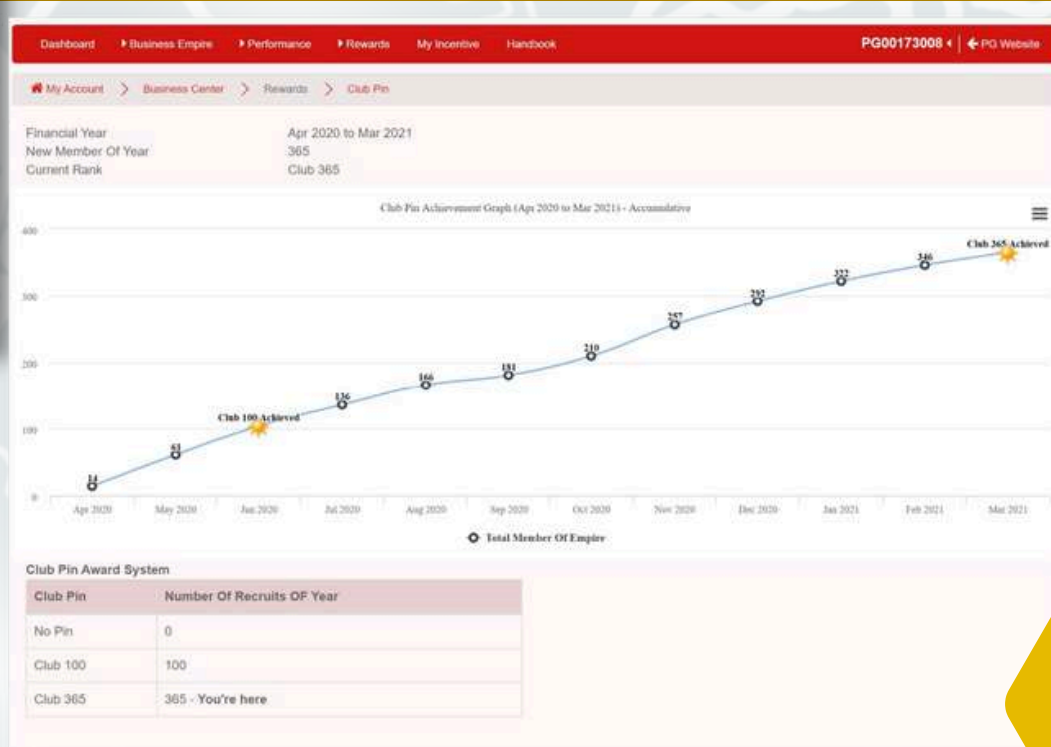 Dashboard Business Empire Performance Rewards My Incentive Handbook PG00173008 PG Website
My Account > Business Center > Rewards > Club Pin
Financial Year Apr 2020 to Mar 2021
New Member Of Year 365
Current Rank Club 365
Club Pin Achievement Graph (Apr 2020 to Mar 2021) - Accumulative
400
Club 365 Achieved
346
322
300
292
257
210
200
181
166
136
Club 100 Achieved
100
61
14
0
Apr 2020 May 2020 Jun 2020 Jul 2020 Aug 2020 Sep 2020 Oct 2020 Nov 2020 Dec 2020 Jan 2021 Feb 2021 Mar 2021
Total Member Of Empire
Club Pin Award System
Club Pin Number Of Recruits OF Year
No Pin 0
Club 100 100
Club 365 365 - You're here